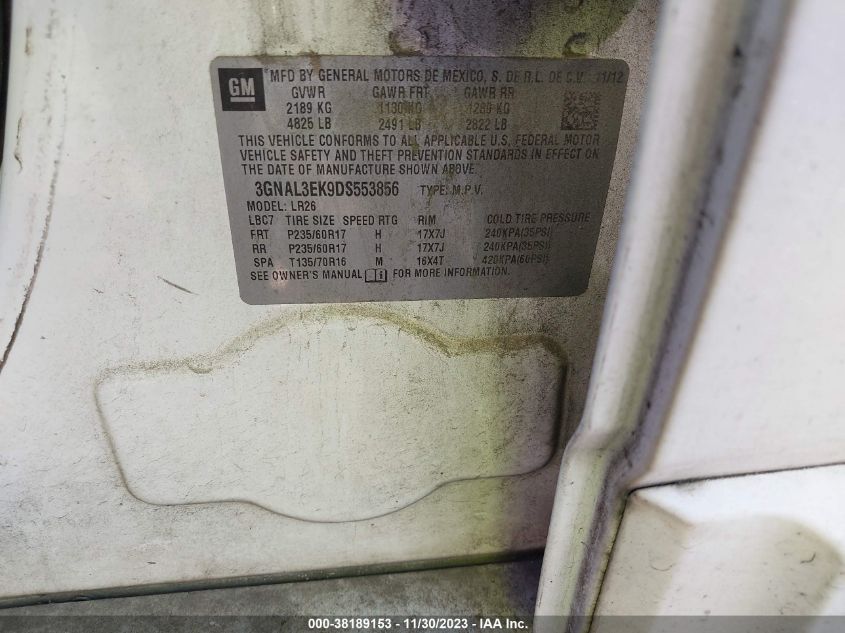 GM
MFD BY GENERAL MOTORS DE MEXICO, S. DE R.L. DE C.V. 11/12
GVWR GAWR FRT GAWR RR
2189 KG 1130 KG 1280 KG
4825 LB 2491 LB 2822 LB
THIS VEHICLE CONFORMS TO ALL APPLICABLE U.S. FEDERAL MOTOR
VEHICLE SAFETY AND THEFT PREVENTION STANDARDS IN EFFECT ON
THE DATE OF MANUFACTURE SHOWN ABOVE.
3GNAL3EK9DS553856 TYPE: M.P.V.
MODEL: LR26
LBC7 TIRE SIZE SPEED RTG RIM COLD TIRE PRESSURE
FRT P235/60R17 H 17X7J 240KPA(35PSI)
RR P235/60R17 H 17X7J 240KPA(35PSI)
SPA T135/70R16 M 16X4T 420KPA(60PSI)
SEE OWNER'S MANUAL FOR MORE INFORMATION.
000-38189153 - 11/30/2023 - IAA Inc.